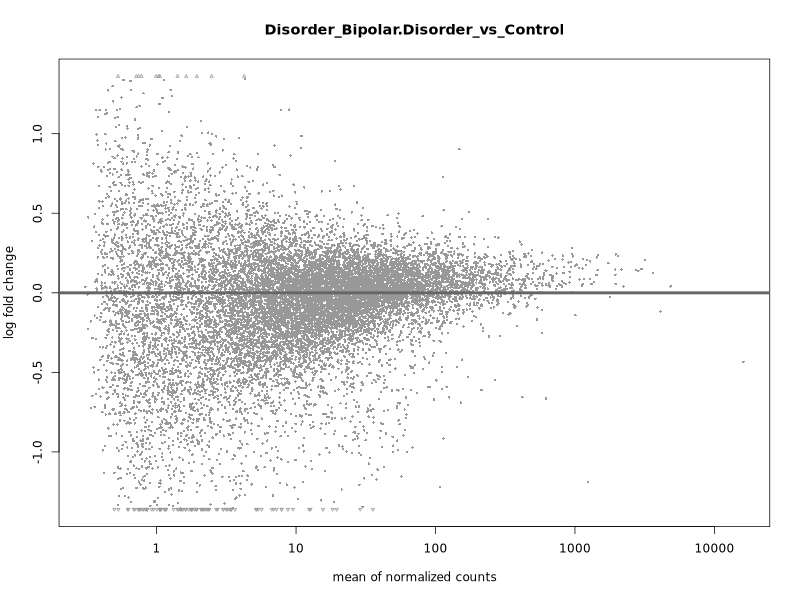 Disorder_Bipolar.Disorder_vs_Control
log fold change
1.0
0.5
0.0
-0.5
-1.0
1 10 100 1000 10000
mean of normalized counts